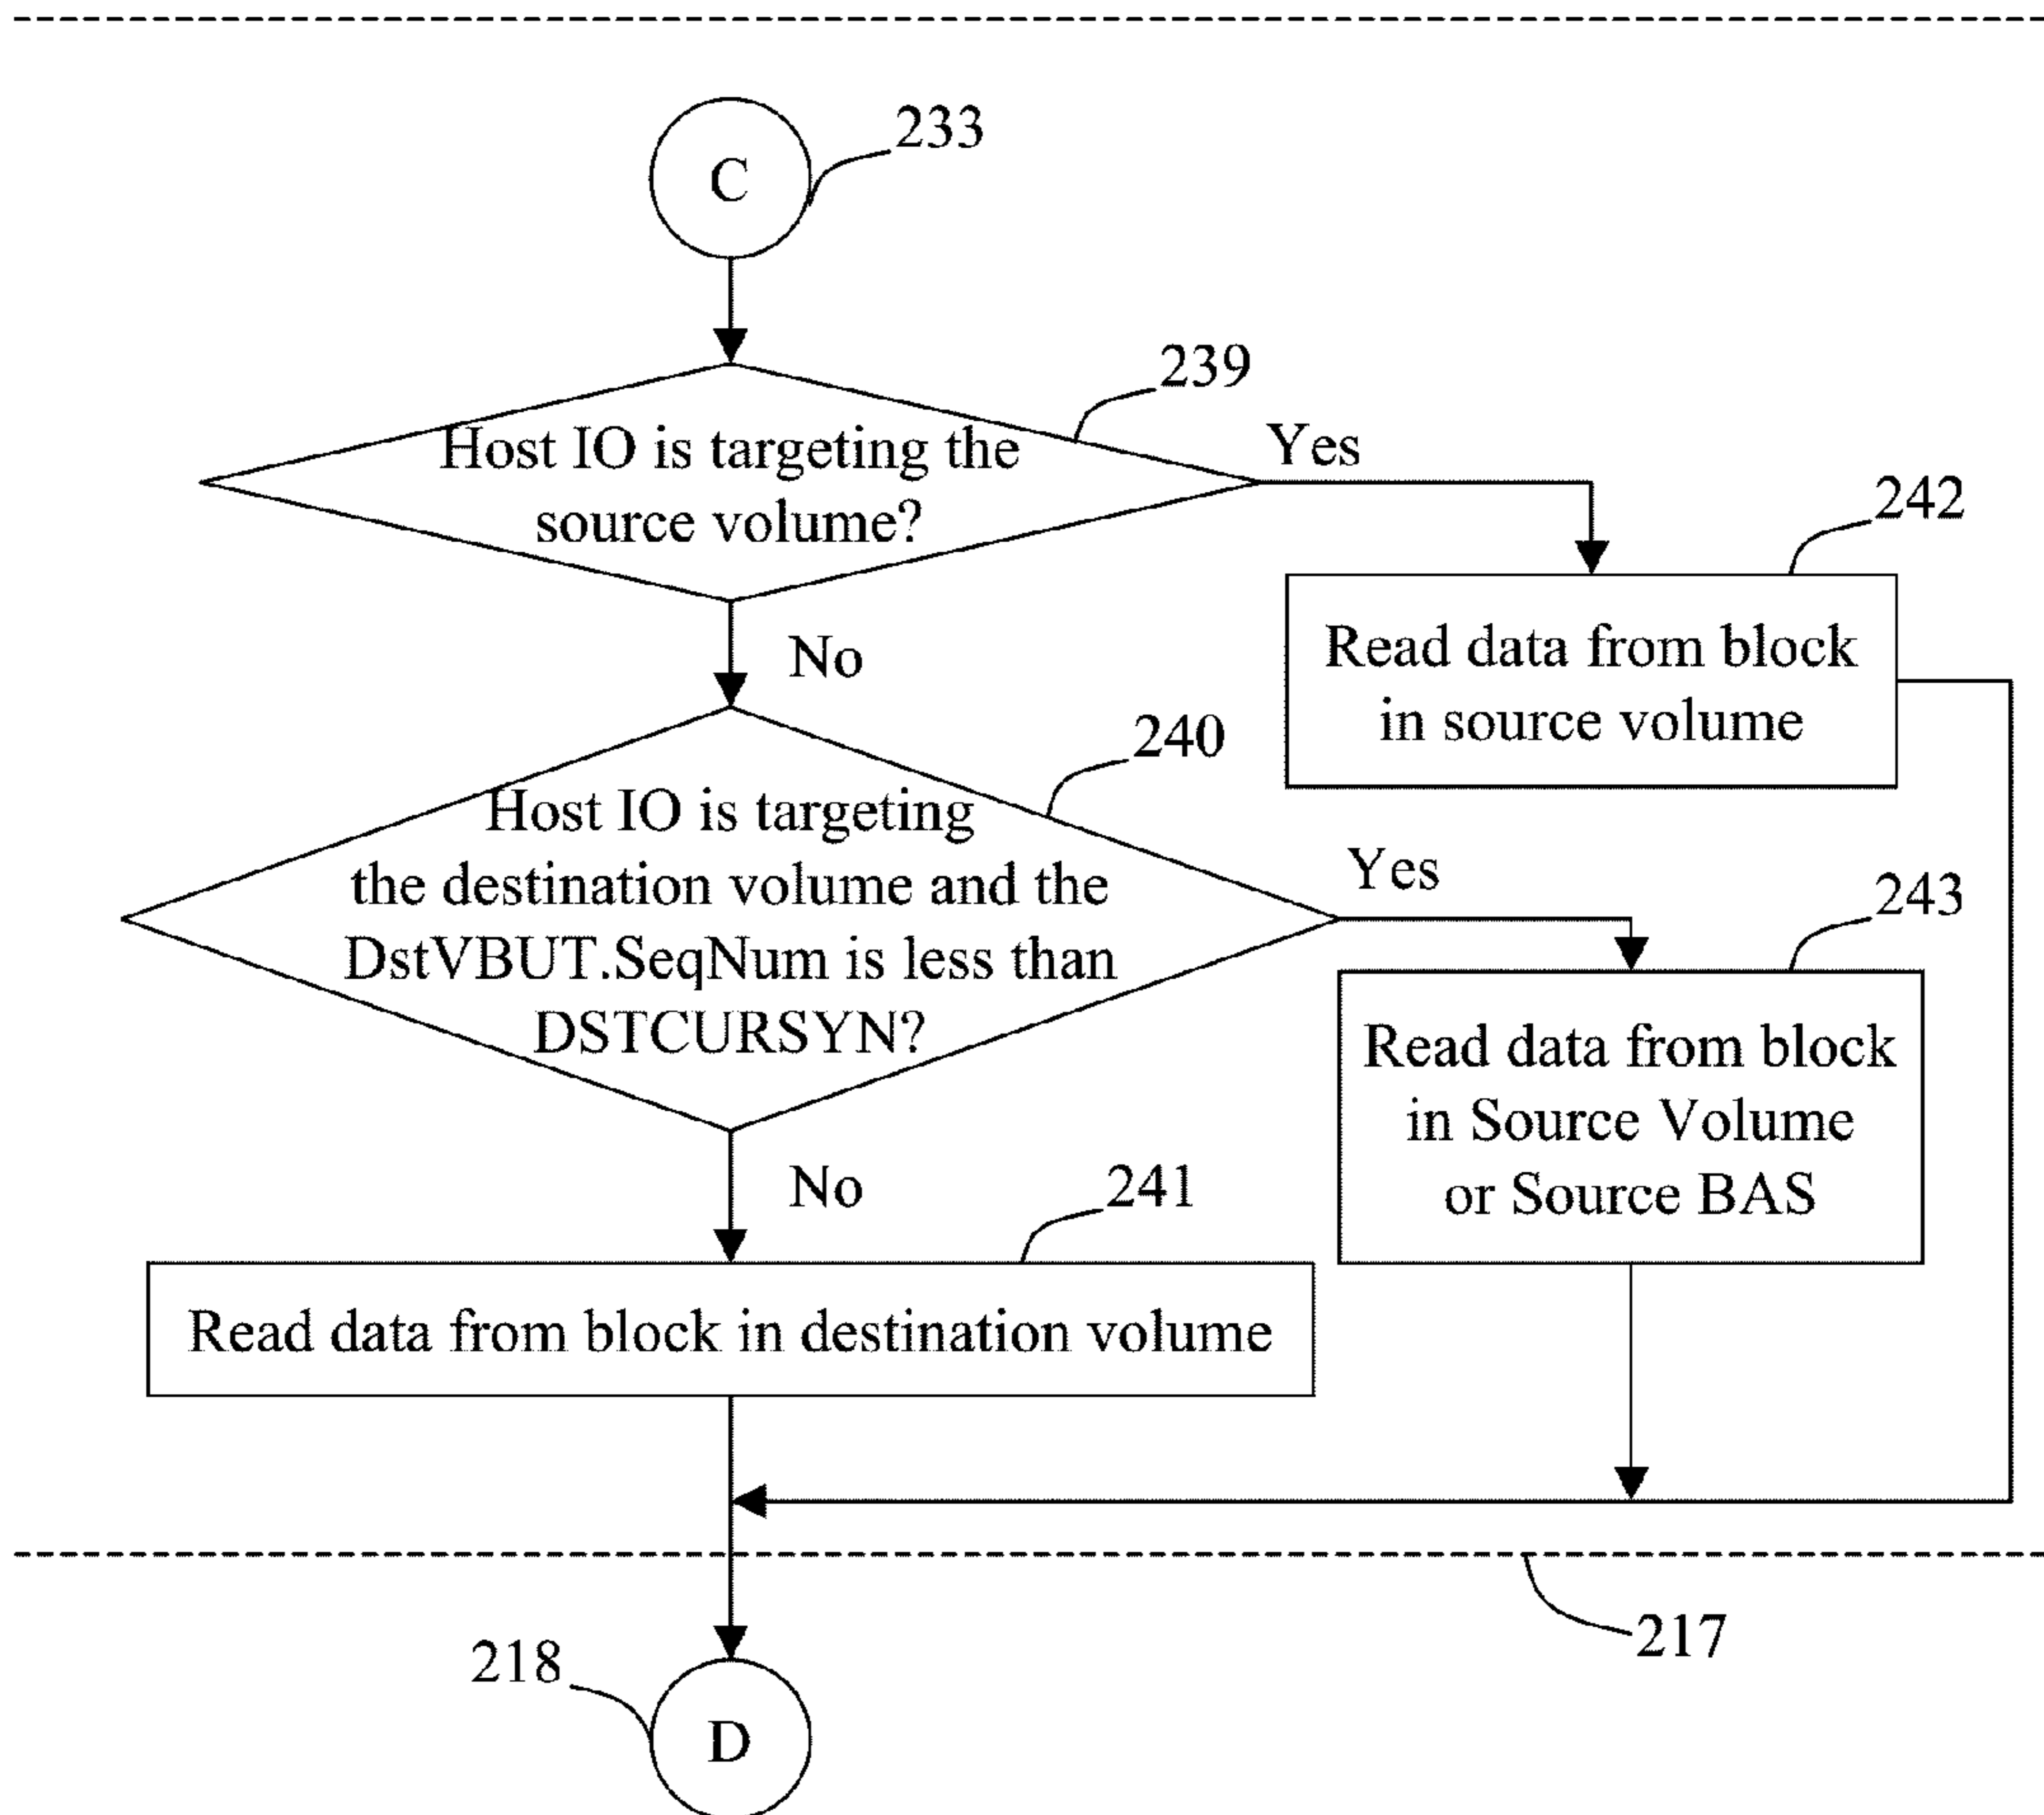 233
C
239
Host IO is targeting the
source volume?
Yes
242
Read data from block
in source volume
No
240
Host IO is targeting
the destination volume and the
DstVBUT.SeqNum is less than
DSTCURSYN?
Yes
243
Read data from block
in Source Volume
or Source BAS
No
241
Read data from block in destination volume
217
218
D